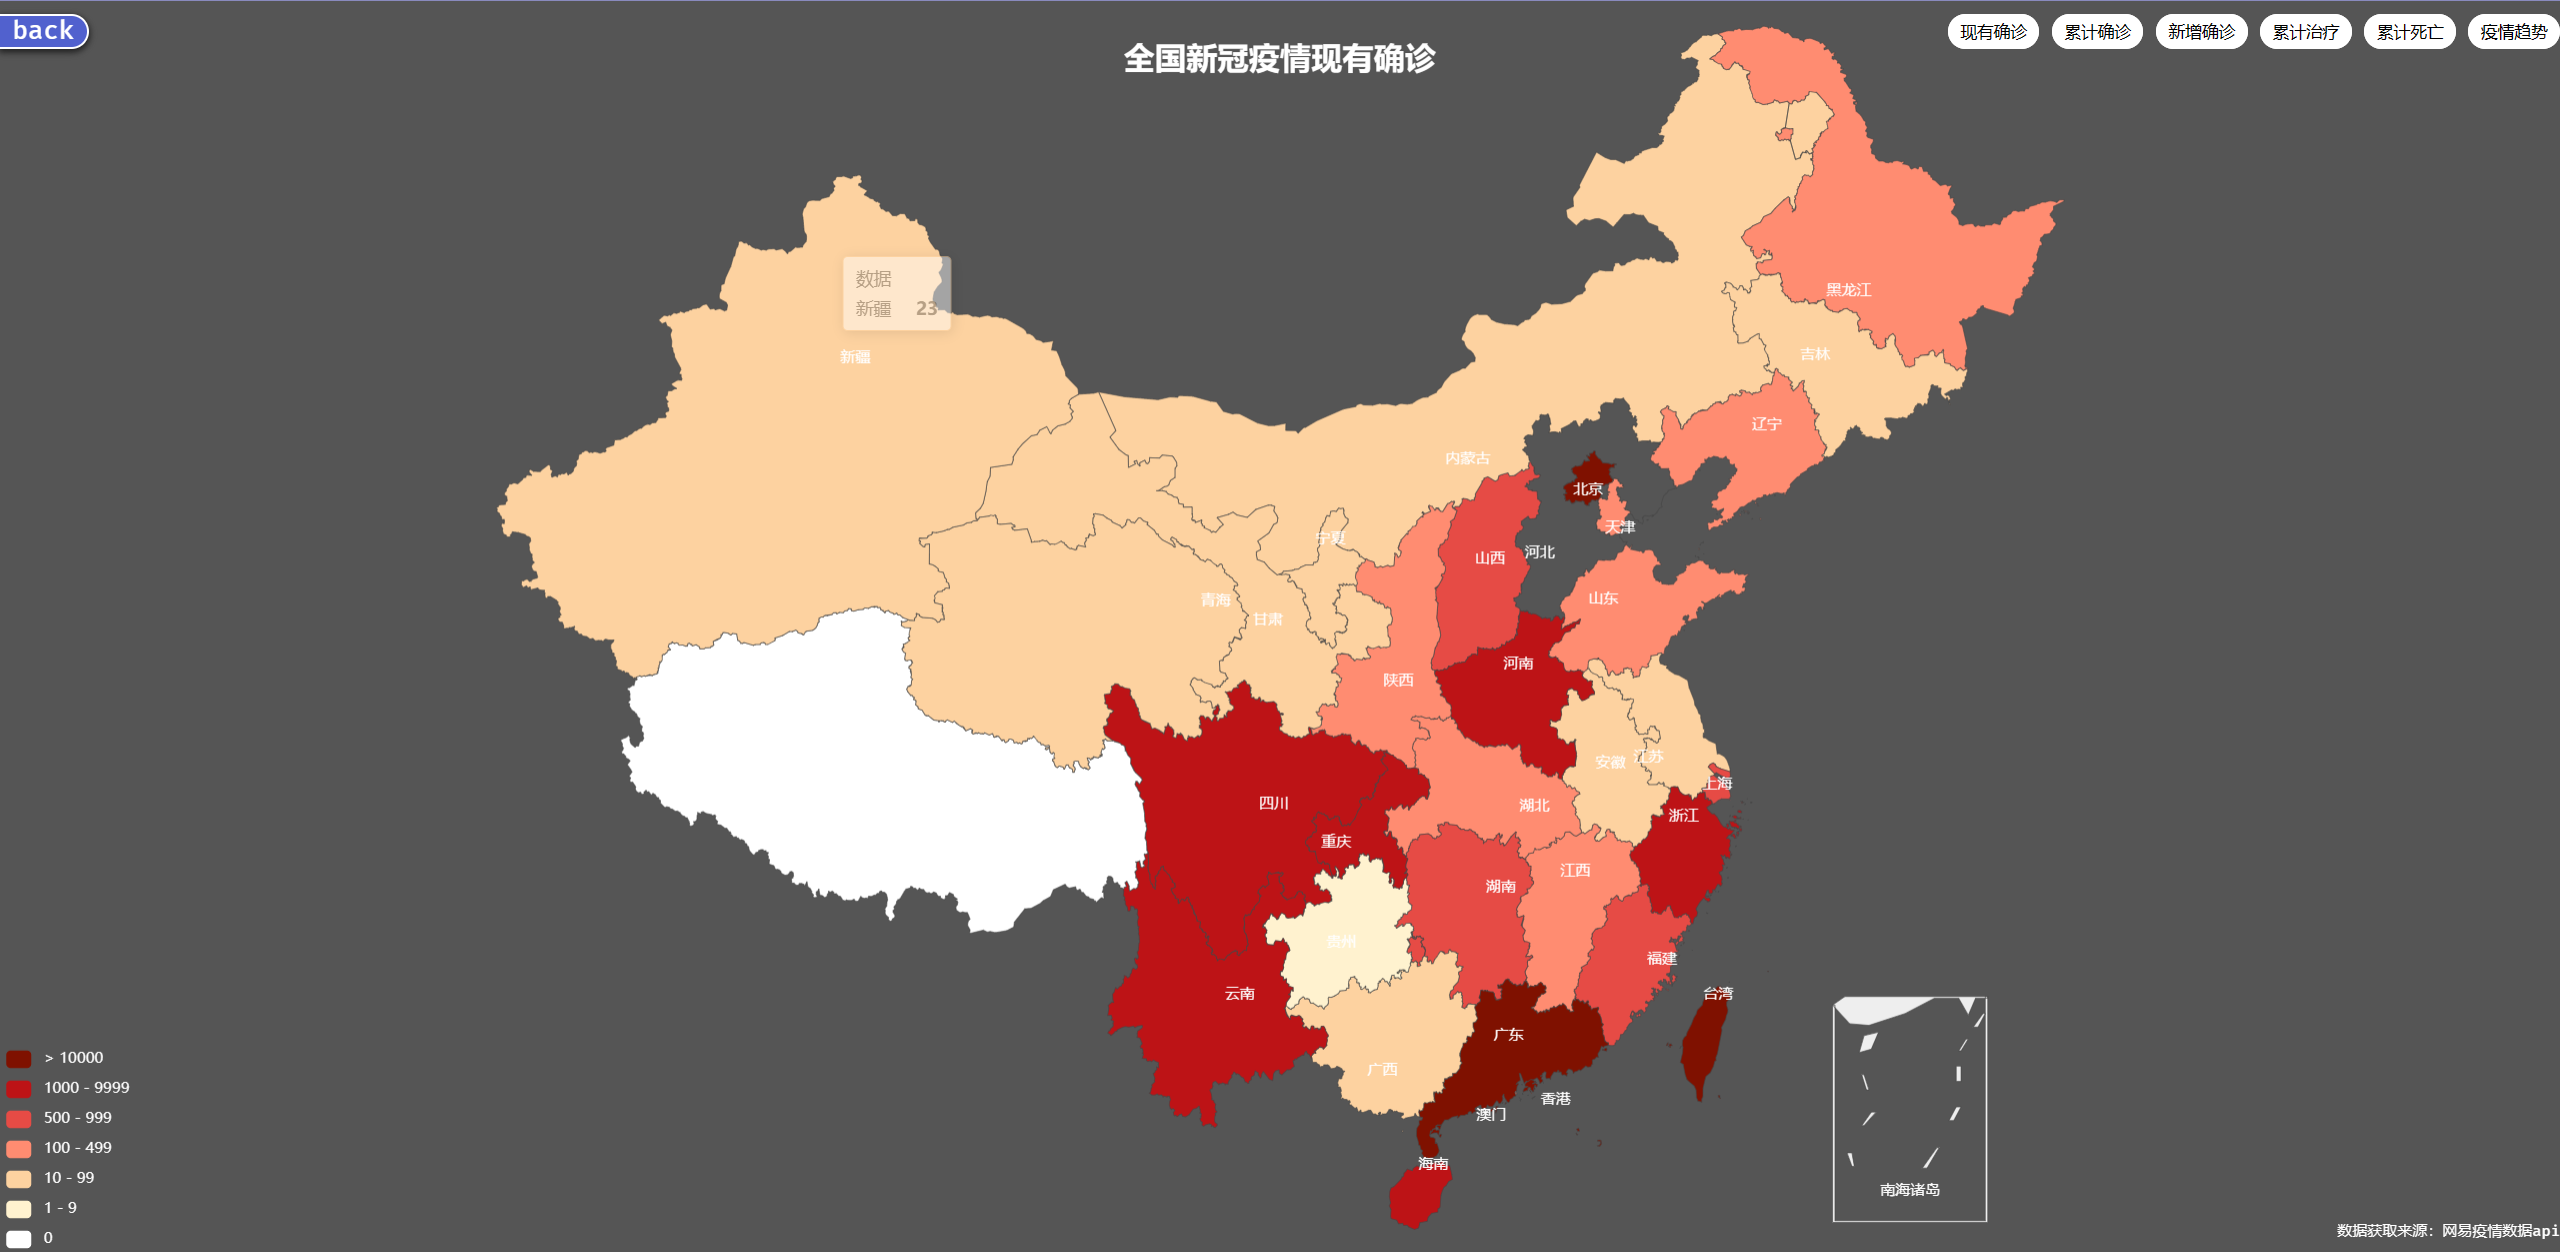 back
全国新冠疫情现有确诊
现有确诊
累计确诊
新增确诊
累计治疗
累计死亡
疫情趋势
数据
新疆 23
新疆
黑龙江
吉林
辽宁
内蒙古
北京
天津
宁夏
河北
山西
青海
甘肃
山东
河南
陕西
安徽
江苏
上海
四川
湖北
浙江
重庆
江西
湖南
贵州
福建
云南
台湾
广东
广西
香港
澳门
海南
南海诸岛
> 10000
1000 - 9999
500 - 999
100 - 499
10 - 99
1 - 9
0
数据获取来源：网易疫情数据api